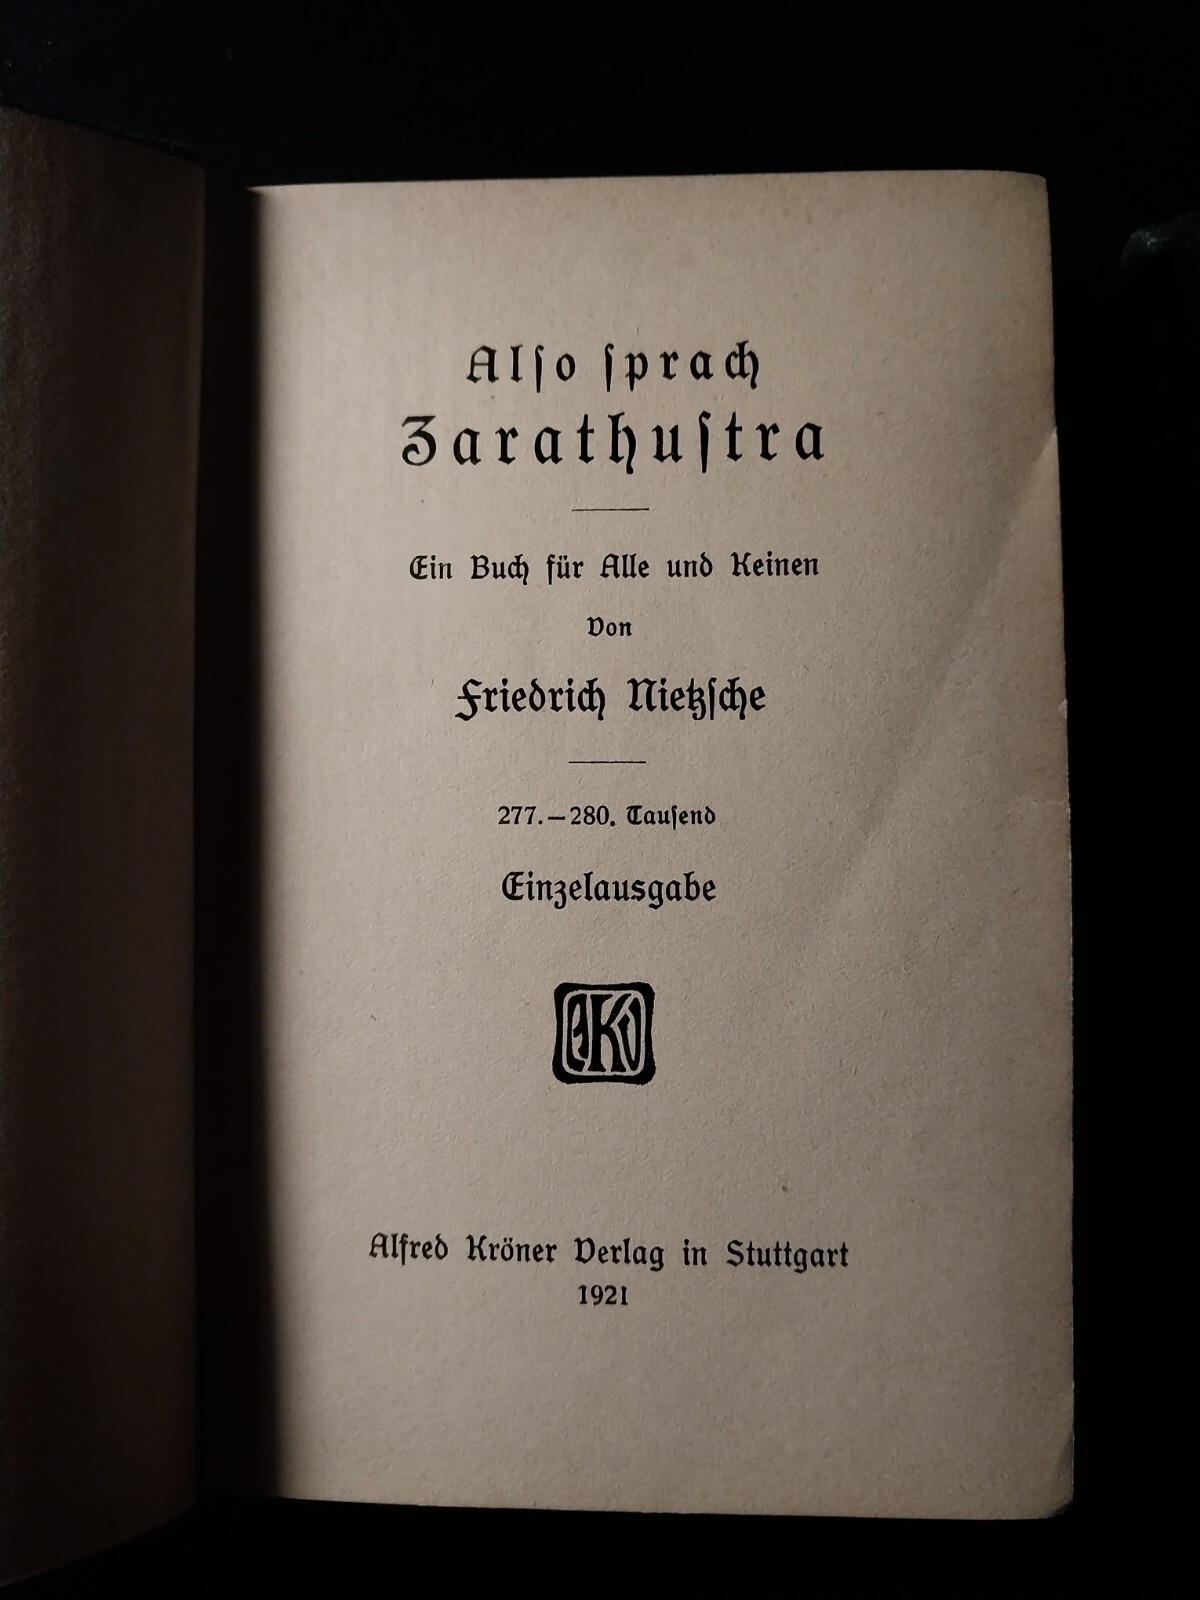 Alſo ſprach
Zarathuſtra
Ein Buch für Alle und Keinen
Von
Friedrich Nietzſche
277.—280. Tauſend
Einzelausgabe
AKV
Alfred Kröner Verlag in Stuttgart
1921